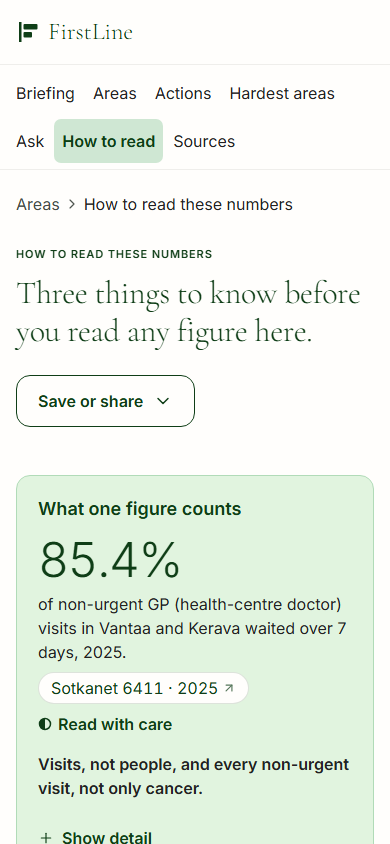 FirstLine
Briefing Areas Actions Hardest areas
Ask How to read Sources
Areas > How to read these numbers
HOW TO READ THESE NUMBERS
Three things to know before
you read any figure here.
Save or share
What one figure counts
85.4%
of non-urgent GP (health-centre doctor)
visits in Vantaa and Kerava waited over 7
days, 2025.
Sotkanet 6411 · 2025 ↗
Read with care
Visits, not people, and every non-urgent
visit, not only cancer.
+ Show detail